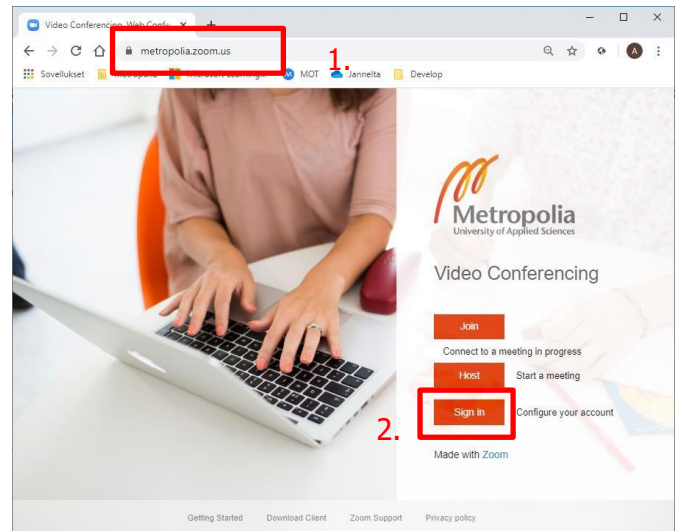 Video Conferencing, Web Confe
metropolia.zoom.us
1.
A
Sovellukset
MOT
Jannelta
Develop
Metropolia
University of Applied Sciences
Video Conferencing
Join
Connect to a meeting in progress
Host Start a meeting
Sign in Configure your account
2.
Made with Zoom
Getting Started Download Client Zoom Support Privacy policy